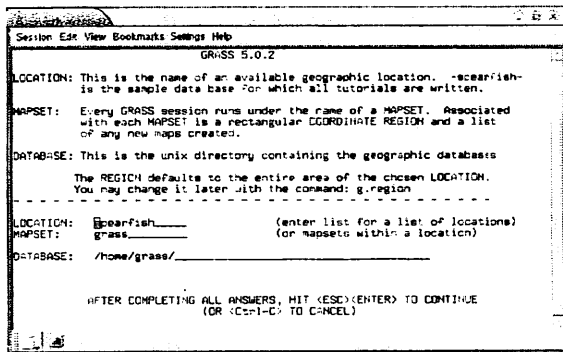 Session Edit View Bookmarks Settings Help
GRASS 5.0.2
LOCATION: This is the name of an available geographic location. -spearfish-
is the sample data base for which all tutorials are written.
MAPSET: Every GRASS session runs under the name of a MAPSET. Associated
with each MAPSET is a rectangular COORDINATE REGION and a list
of any new maps created.
DATABASE: This is the unix directory containing the geographic databases
The REGION defaults to the entire area of the chosen LOCATION.
You may change it later with the command: g.region
LOCATION: spearfish______ (enter list for a list of locations)
MAPSET: grass______ (or mapsets within a location)
DATABASE: /home/grass/______
AFTER COMPLETING ALL ANSWERS, HIT <ESC><ENTER> TO CONTINUE
(OR <Ctrl-C> TO CANCEL)